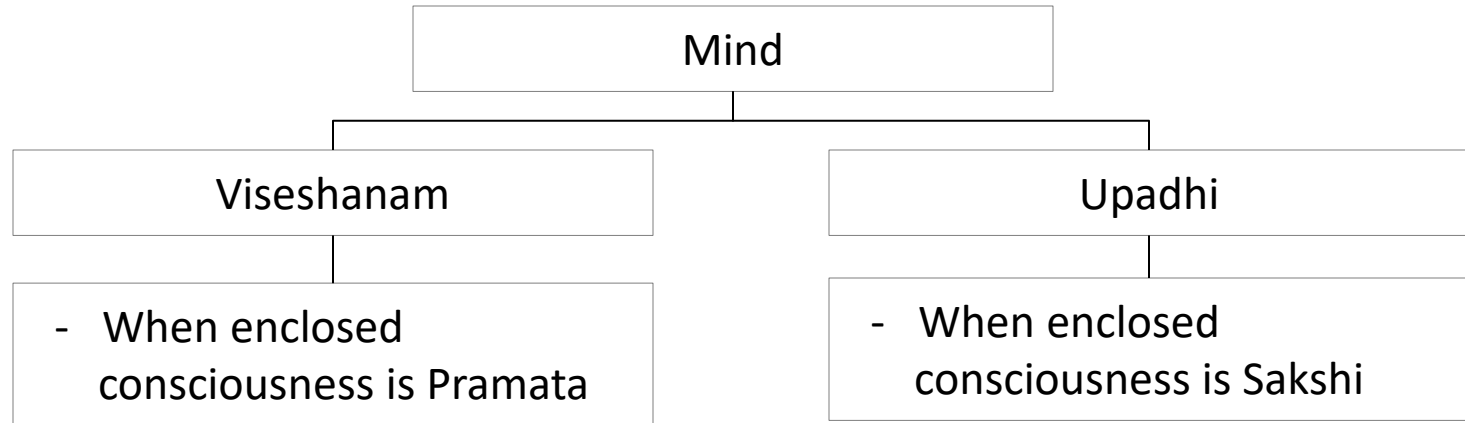 Mind
Viseshanam
Upadhi
- When enclosed
consciousness is Pramata
- When enclosed
consciousness is Sakshi